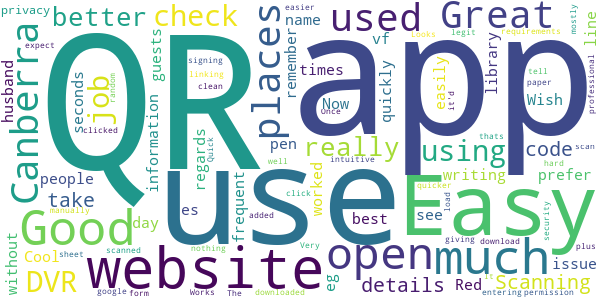 privacy
better
check
used
Great
easier
Looks
legit
requirements
line
husband
Canberra
seconds
job
random
QR
guests
places
name
remember
times
vf
Now
quickly
app
easily
it'd
library
Wish
tell
paper
professional
signing
linking
clean
Once
information
regards
Quick
pen
really
using
code
scan
thats
mostly
expect
clicked
people
take
worked
intuitive
writing
prefer
hard
quicker
without
Good
day
es
frequent
use
best
see
load
Easy
security
well
click
added
giving
download
plus
manually
Cool
sheet
scanned
nothing
Very
website
open
much
issue
DVR
google
form
Works
The
downloaded
eg
details
Red
"Scanning
entering
permission